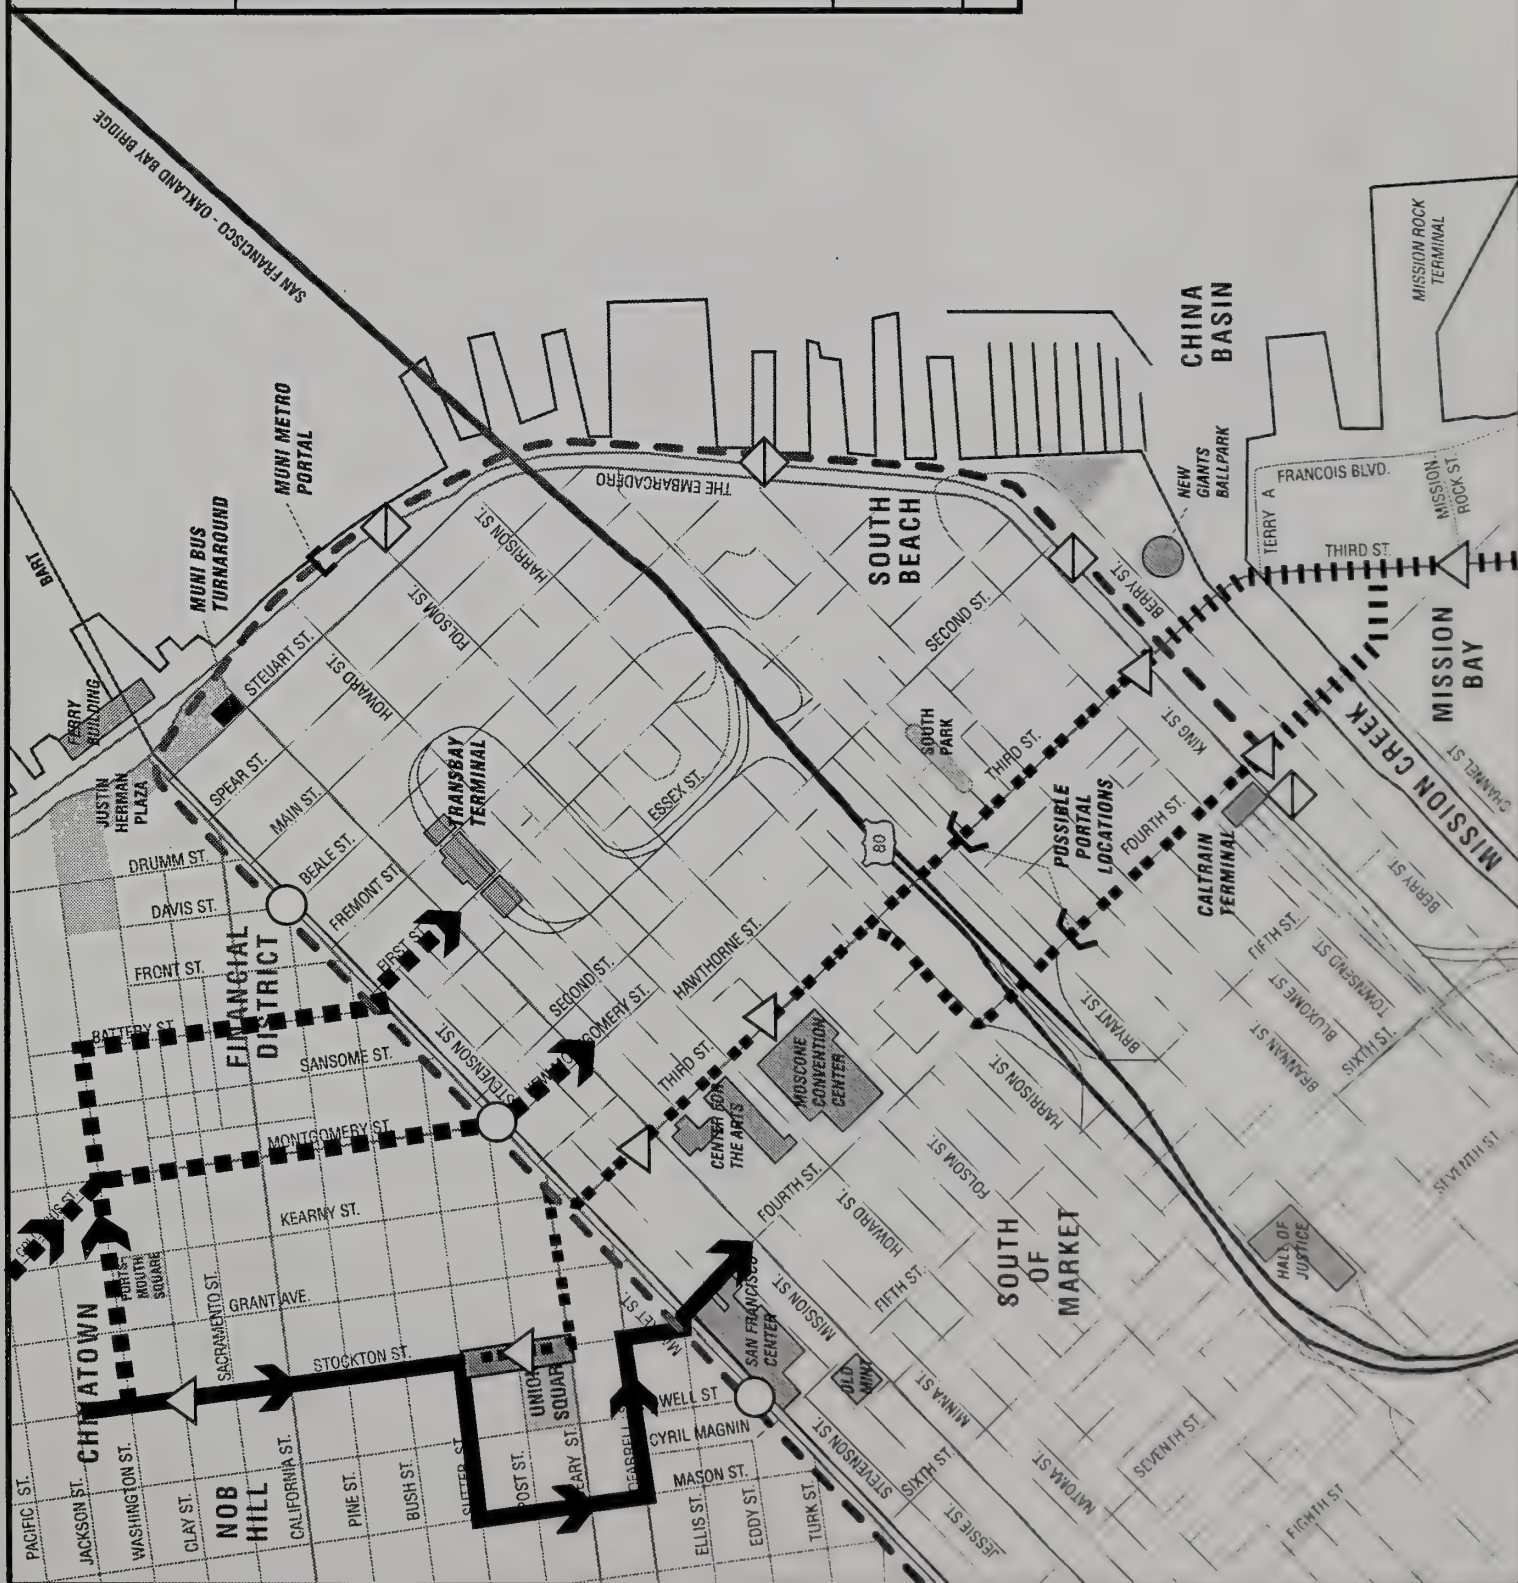 SAN FRANCISCO - OAKLAND BAY BRIDGE
BART
MUNI METRO
PORTAL
MUNI BUS
TURNAROUND
FERRY
BUILDING
JUSTIN
HERMAN
PLAZA
STEUART ST.
SPEAR ST.
MAIN ST.
BEALE ST.
FREMONT ST.
FIRST ST.
HOWARD ST.
FOLSOM ST.
HARRISON ST.
THE EMBARCADERO
TRANSBAY
TERMINAL
ESSEX ST.
DRUMM ST.
DAVIS ST.
FRONT ST.
FINANCIAL
DISTRICT
BATTERY ST.
SANSOME ST.
MONTGOMERY ST.
KEARNY ST.
GRANT AVE.
STOCKTON ST.
SACRAMENTO ST.
PORTS-
MOUTH
SQUARE
CHINATOWN
PACIFIC ST.
JACKSON ST.
WASHINGTON ST.
CLAY ST.
NOB
HILL
CALIFORNIA ST.
PINE ST.
BUSH ST.
SUTTER ST.
POST ST.
UNION
SQUARE
ELLIS ST.
EDDY ST.
TURK ST.
CYRIL MAGNIN
MASON ST.
STEVENSON ST.
SECOND ST.
NEW MONTGOMERY ST.
HAWTHORNE ST.
THIRD ST.
CENTER FOR
THE ARTS
MOSCONE
CONVENTION
CENTER
FOURTH ST.
HOWARD ST.
FOLSOM ST.
HARRISON ST.
BRYANT ST.
SAN FRANCISCO
CENTER
MISSION ST.
FIFTH ST.
OLD
MINT
MINNA ST.
STEVENSON ST.
SIXTH ST.
JESSIE ST.
NATOMA ST.
SEVENTH ST.
EIGHTH ST.
SOUTH
OF
MARKET
HALL OF
JUSTICE
80
SOUTH
PARK
SECOND ST.
THIRD ST.
POSSIBLE
PORTAL
LOCATIONS
FOURTH ST.
CALTRAIN
TERMINAL
KING ST.
BERRY ST.
SOUTH
BEACH
CHINA
BASIN
NEW
GIANTS
BALLPARK
TERRY A
FRANCOIS BLVD.
MISSION
ROCK ST.
MISSION ROCK
TERMINAL
THIRD ST.
MISSION
BAY
MISSION CREEK
CHANNEL ST
BERRY ST.
FIFTH ST.
TOWNSEND ST
BLUXOME ST
BRANNAN ST.
SIXTH ST.
SEVENTH ST.